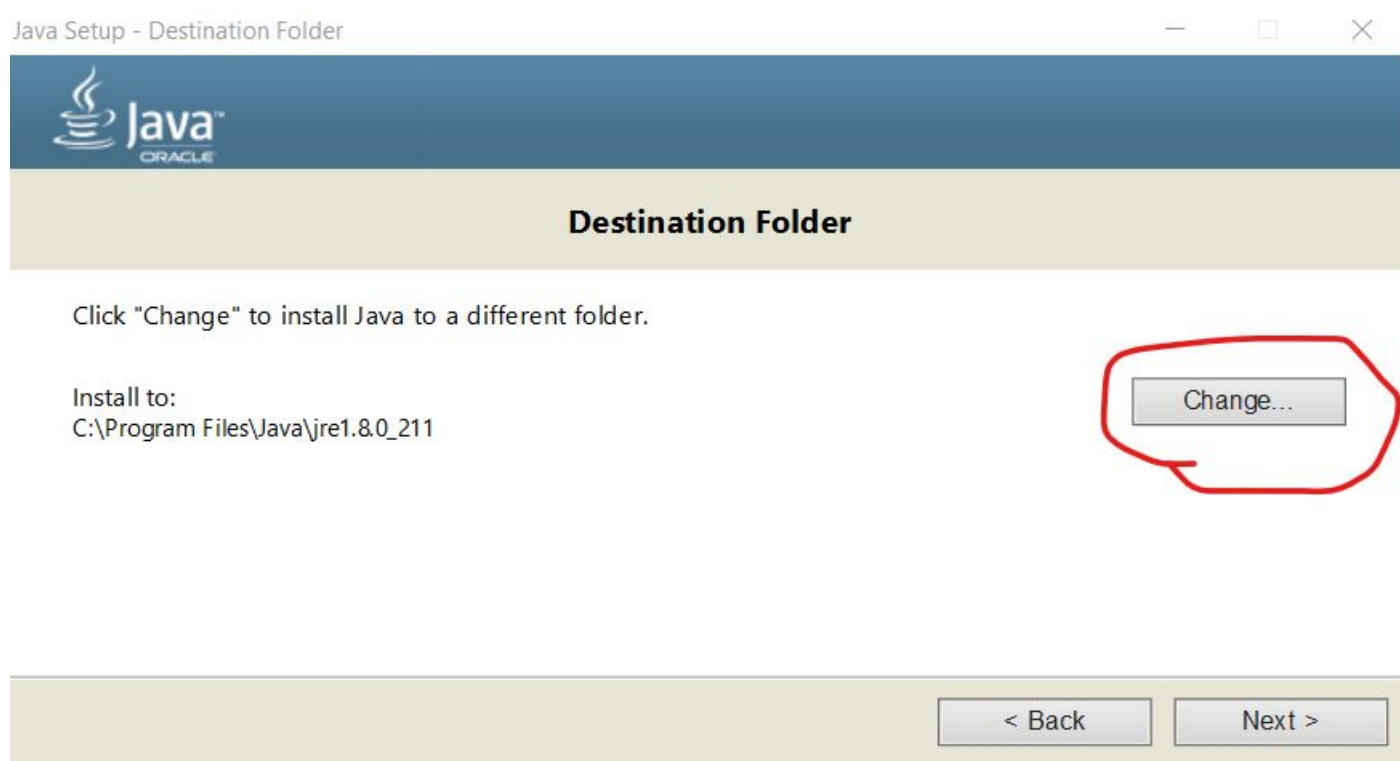 Java Setup - Destination Folder
Java™
ORACLE
Destination Folder
Click "Change" to install Java to a different folder.
Install to:
C:\Program Files\Java\jre1.8.0_211
Change...
< Back
Next >